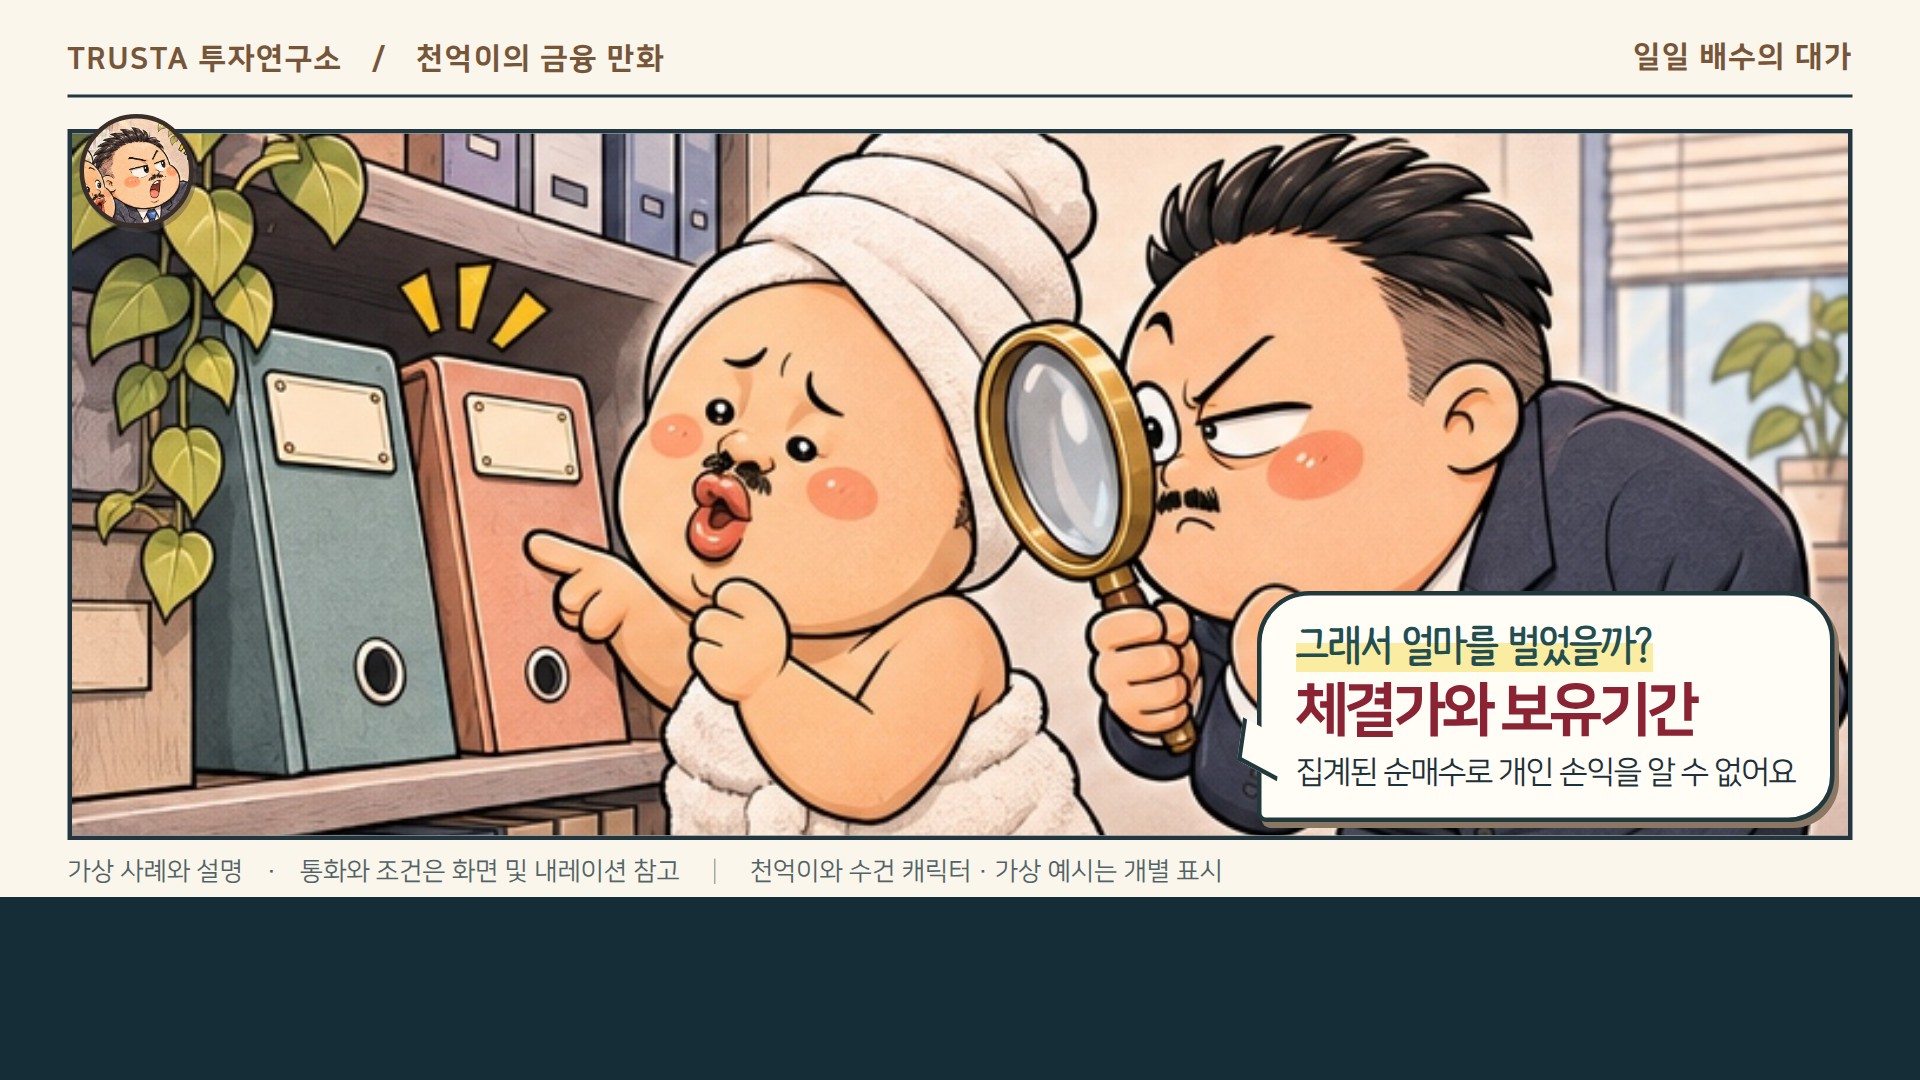 TRUSTA 투자연구소 / 천억이의 금융 만화
일일 배수의 대가
그래서 얼마를 벌었을까?
체결가와 보유기간
집계된 순매수로 개인 손익을 알 수 없어요
가상 사례와 설명 · 통화와 조건은 화면 및 내레이션 참고 | 천억이와 수건 캐릭터 · 가상 예시는 개별 표시